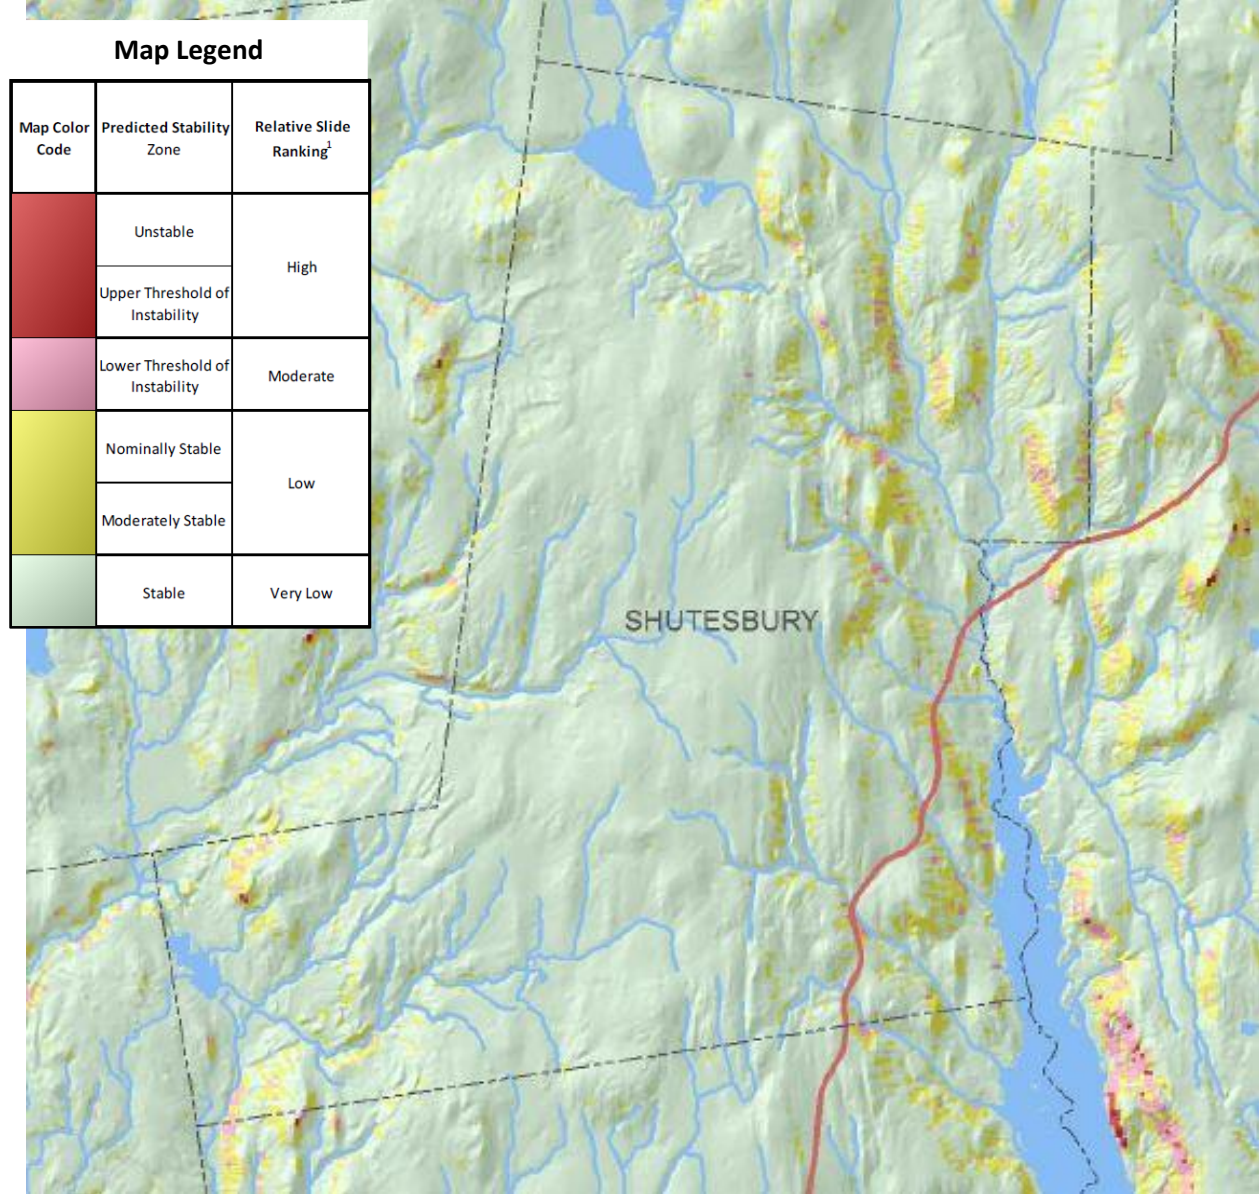 Map Legend
Map Color
Code
Predicted Stability
Zone
Relative Slide
Ranking1
Unstable
High
Upper Threshold of
Instability
Lower Threshold of
Instability
Moderate
Nominally Stable
Low
Moderately Stable
Stable
Very Low
SHUTESBURY